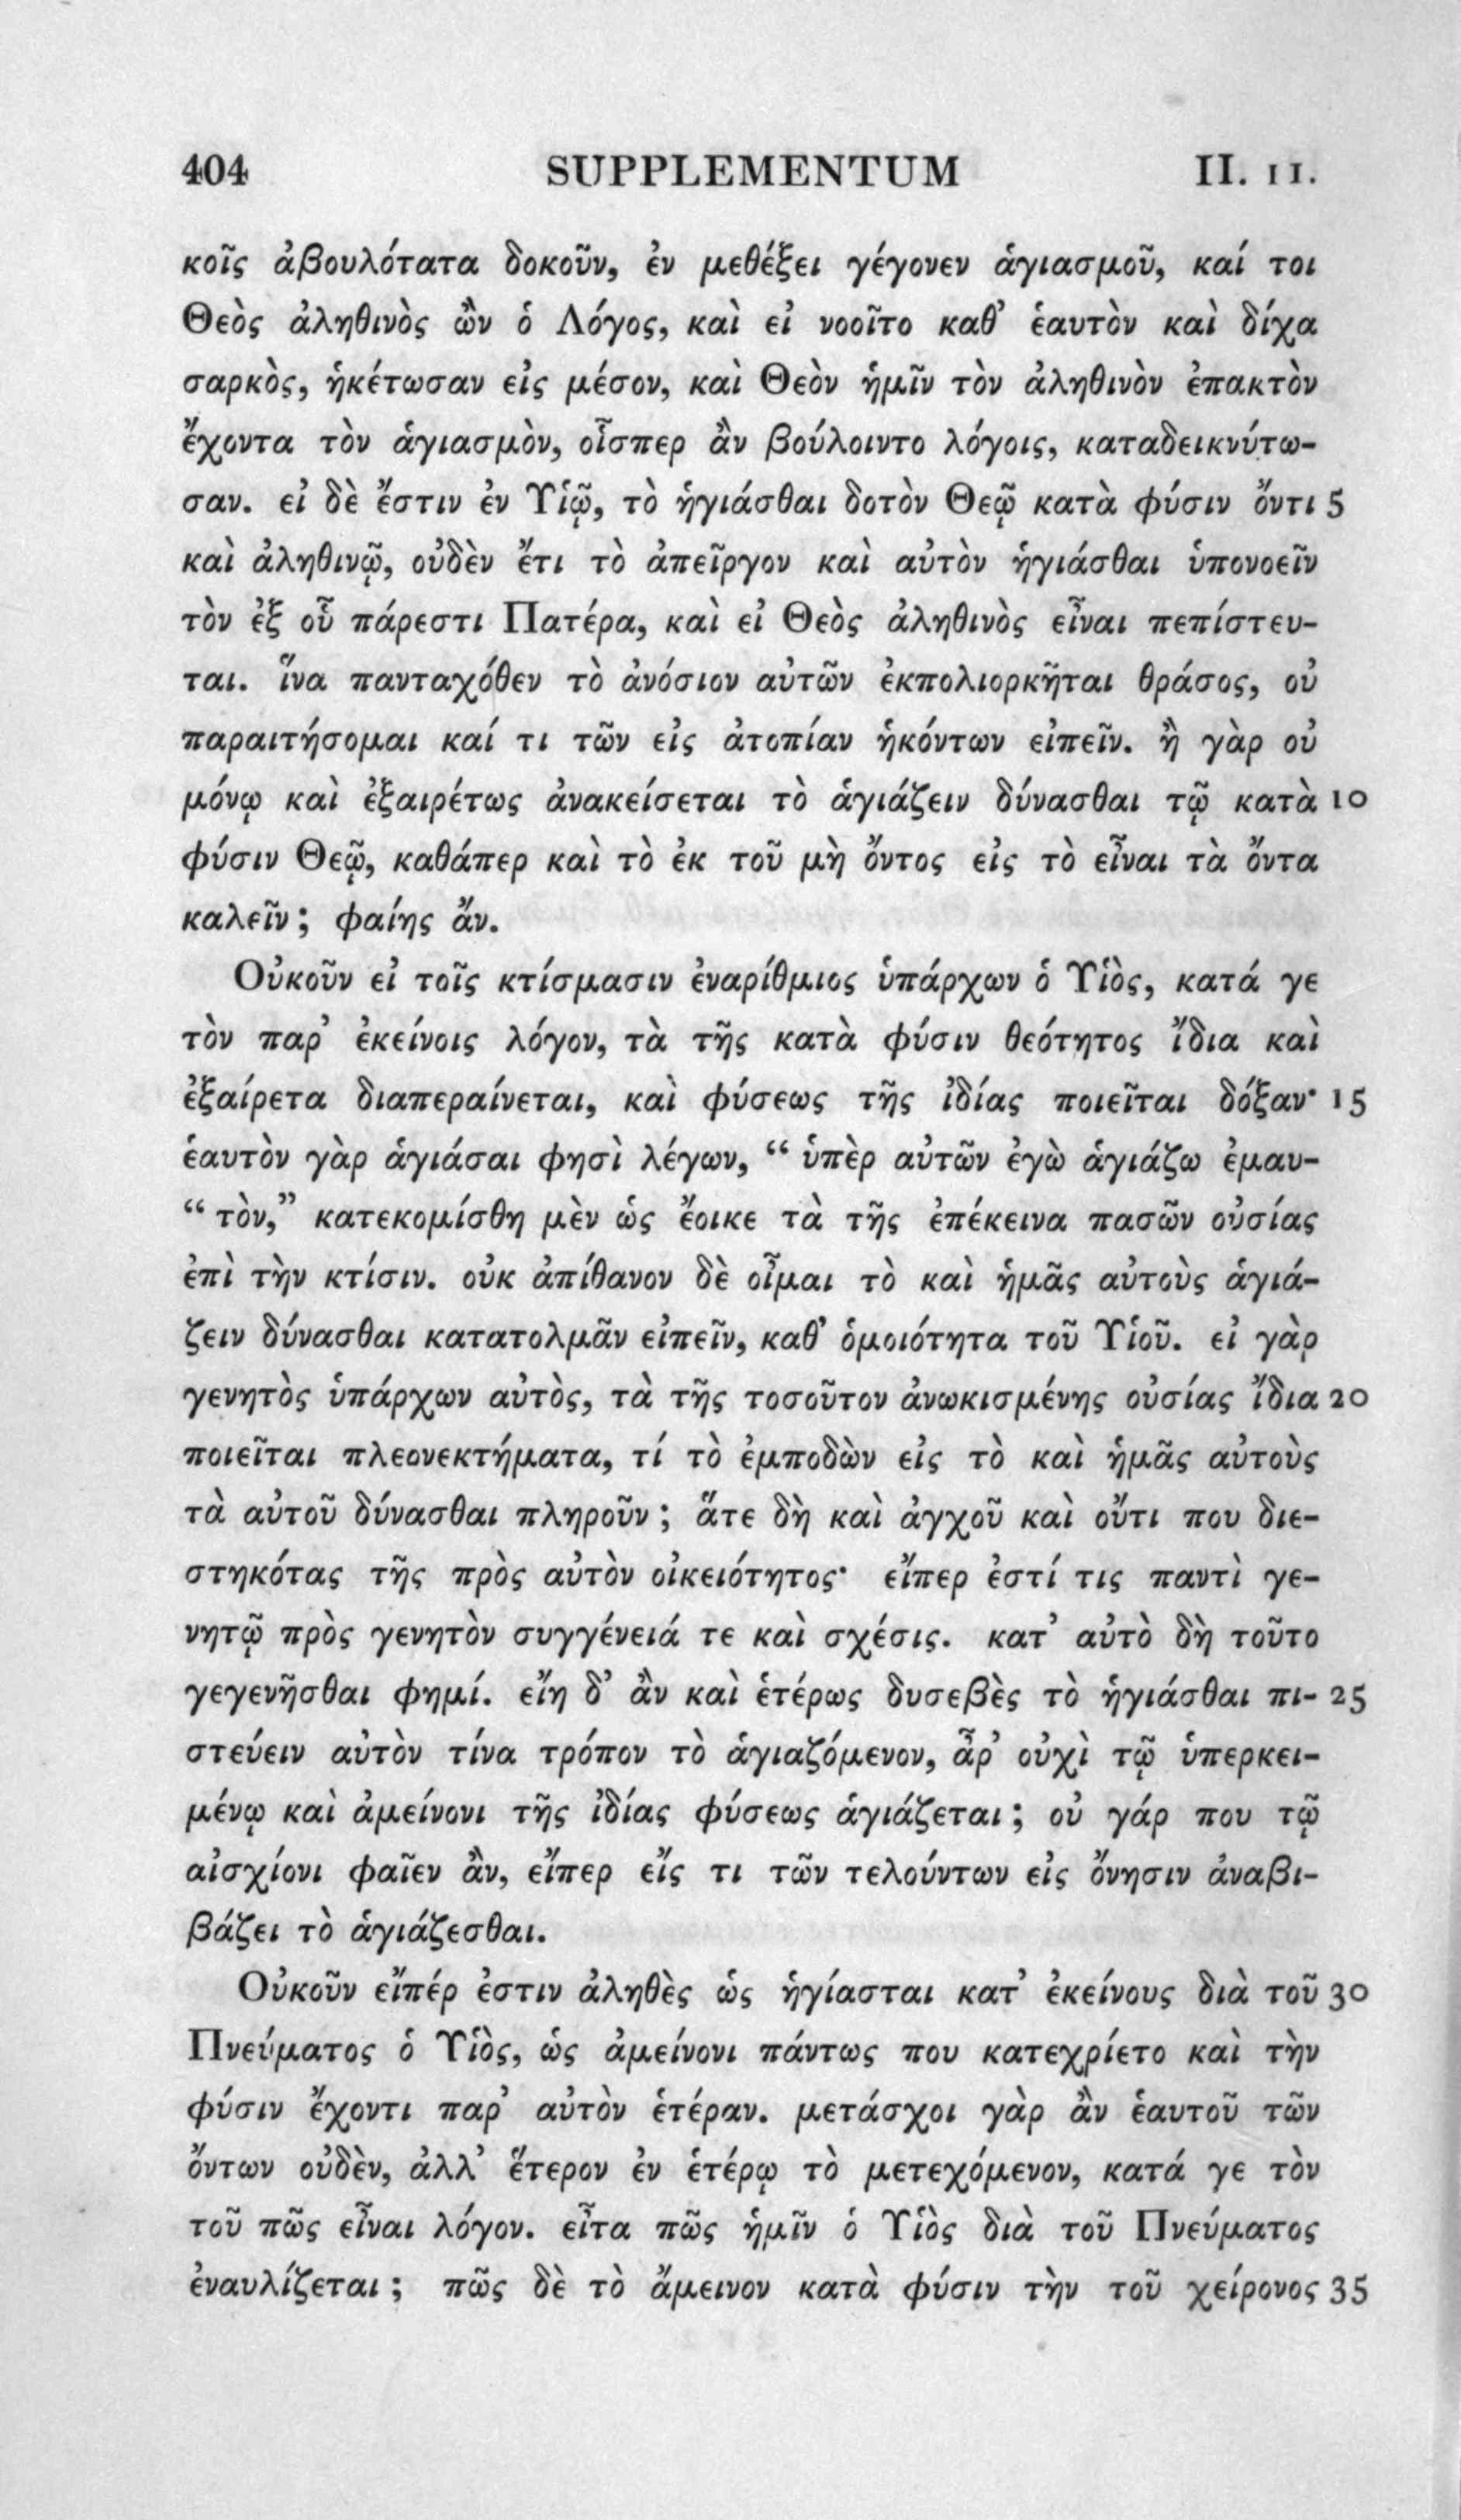 404 SUPPLEMENTUM II. 11.
κοῖς ἀβουλότατα δοκοῦν, ἐν μεθέξει γέγονεν ἁγιασμοῦ, καί τοι
Θεὸς ἀληθινὸς ὢν ὁ Λόγος, καὶ εἰ νοοῖτο καθ’ ἑαυτὸν καὶ δίχα
σαρκὸς, ἡκέτωσαν εἰς μέσον, καὶ Θεὸν ἡμῖν τὸν ἀληθινὸν ἐπακτὸν
ἔχοντα τὸν ἁγιασμὸν, οἷσπερ ἂν βούλοιντο λόγοις, καταδεικνύτω-
σαν. εἰ δὲ ἔστιν ἐν Υἱῷ, τὸ ἡγιάσθαι δοτὸν Θεῷ κατὰ φύσιν ὄντι 5
καὶ ἀληθινῷ, οὐδὲν ἔτι τὸ ἀπεῖργον καὶ αὐτὸν ἡγιάσθαι ὑπονοεῖν
τὸν ἐξ οὗ πάρεστι Πατέρα, καὶ εἰ Θεὸς ἀληθινὸς εἶναι πεπίστευ-
ται. ἵνα πανταχόθεν τὸ ἀνόσιον αὐτῶν ἐκπολιορκῆται θράσος, οὐ
παραιτήσομαι καί τι τῶν εἰς ἀτοπίαν ἡκόντων εἰπεῖν. ἢ γὰρ οὐ
μόνῳ καὶ ἐξαιρέτως ἀνακείσεται τὸ ἁγιάζειν δύνασθαι τῷ κατὰ 10
φύσιν Θεῷ, καθάπερ καὶ τὸ ἐκ τοῦ μὴ ὄντος εἰς τὸ εἶναι τὰ ὄντα
καλεῖν; φαίης ἄν.
Οὐκοῦν εἰ τοῖς κτίσμασιν ἐναρίθμιος ὑπάρχων ὁ Υἱὸς, κατά γε
τὸν παρ’ ἐκείνοις λόγον, τὰ τῆς κατὰ φύσιν θεότητος ἴδια καὶ
ἐξαίρετα διαπεραίνεται, καὶ φύσεως τῆς ἰδίας ποιεῖται δόξαν· 15
ἑαυτὸν γὰρ ἁγιάσαι φησὶ λέγων, “ ὑπὲρ αὐτῶν ἐγὼ ἁγιάζω ἐμαυ-
“ τὸν,” κατεκομίσθη μὲν ὡς ἔοικε τὰ τῆς ἐπέκεινα πασῶν οὐσίας
ἐπὶ τὴν κτίσιν. οὐκ ἀπίθανον δὲ οἶμαι τὸ καὶ ἡμᾶς αὐτοὺς ἁγιά-
ζειν δύνασθαι κατατολμᾶν εἰπεῖν, καθ’ ὁμοιότητα τοῦ Υἱοῦ. εἰ γὰρ
γενητὸς ὑπάρχων αὐτὸς, τὰ τῆς τοσοῦτον ἀνωκισμένης οὐσίας ἴδια 20
ποιεῖται πλεονεκτήματα, τί τὸ ἐμποδὼν εἰς τὸ καὶ ἡμᾶς αὐτοὺς
τὰ αὐτοῦ δύνασθαι πληροῦν; ἅτε δὴ καὶ ἀγχοῦ καὶ οὔτι που διε-
στηκότας τῆς πρὸς αὐτὸν οἰκειότητος· εἴπερ ἐστί τις παντὶ γε-
νητῷ πρὸς γενητὸν συγγένειά τε καὶ σχέσις. κατ’ αὐτὸ δὴ τοῦτο
γεγενῆσθαι φημί. εἴη δ’ ἂν καὶ ἑτέρως δυσεβὲς τὸ ἡγιάσθαι πι- 25
στεύειν αὐτὸν τίνα τρόπον τὸ ἁγιαζόμενον, ἆρ’ οὐχὶ τῷ ὑπερκει-
μένῳ καὶ ἀμείνονι τῆς ἰδίας φύσεως ἁγιάζεται; οὐ γάρ που τῷ
αἰσχίονι φαῖεν ἂν, εἴπερ εἴς τι τῶν τελούντων εἰς ὄνησιν ἀναβι-
βάζει τὸ ἁγιάζεσθαι.
Οὐκοῦν εἴπέρ ἐστιν ἀληθὲς ὡς ἡγίασται κατ’ ἐκείνους διὰ τοῦ 30
Πνεύματος ὁ Υἱὸς, ὡς ἀμείνονι πάντως που κατεχρίετο καὶ τὴν
φύσιν ἔχοντι παρ’ αὐτὸν ἑτέραν. μετάσχοι γὰρ ἂν ἑαυτοῦ τῶν
ὄντων οὐδὲν, ἀλλ’ ἕτερον ἐν ἑτέρῳ τὸ μετεχόμενον, κατά γε τὸν
τοῦ πῶς εἶναι λόγον. εἶτα πῶς ἡμῖν ὁ Υἱὸς διὰ τοῦ Πνεύματος
ἐναυλίζεται; πῶς δὲ τὸ ἄμεινον κατὰ φύσιν τὴν τοῦ χείρονος 35